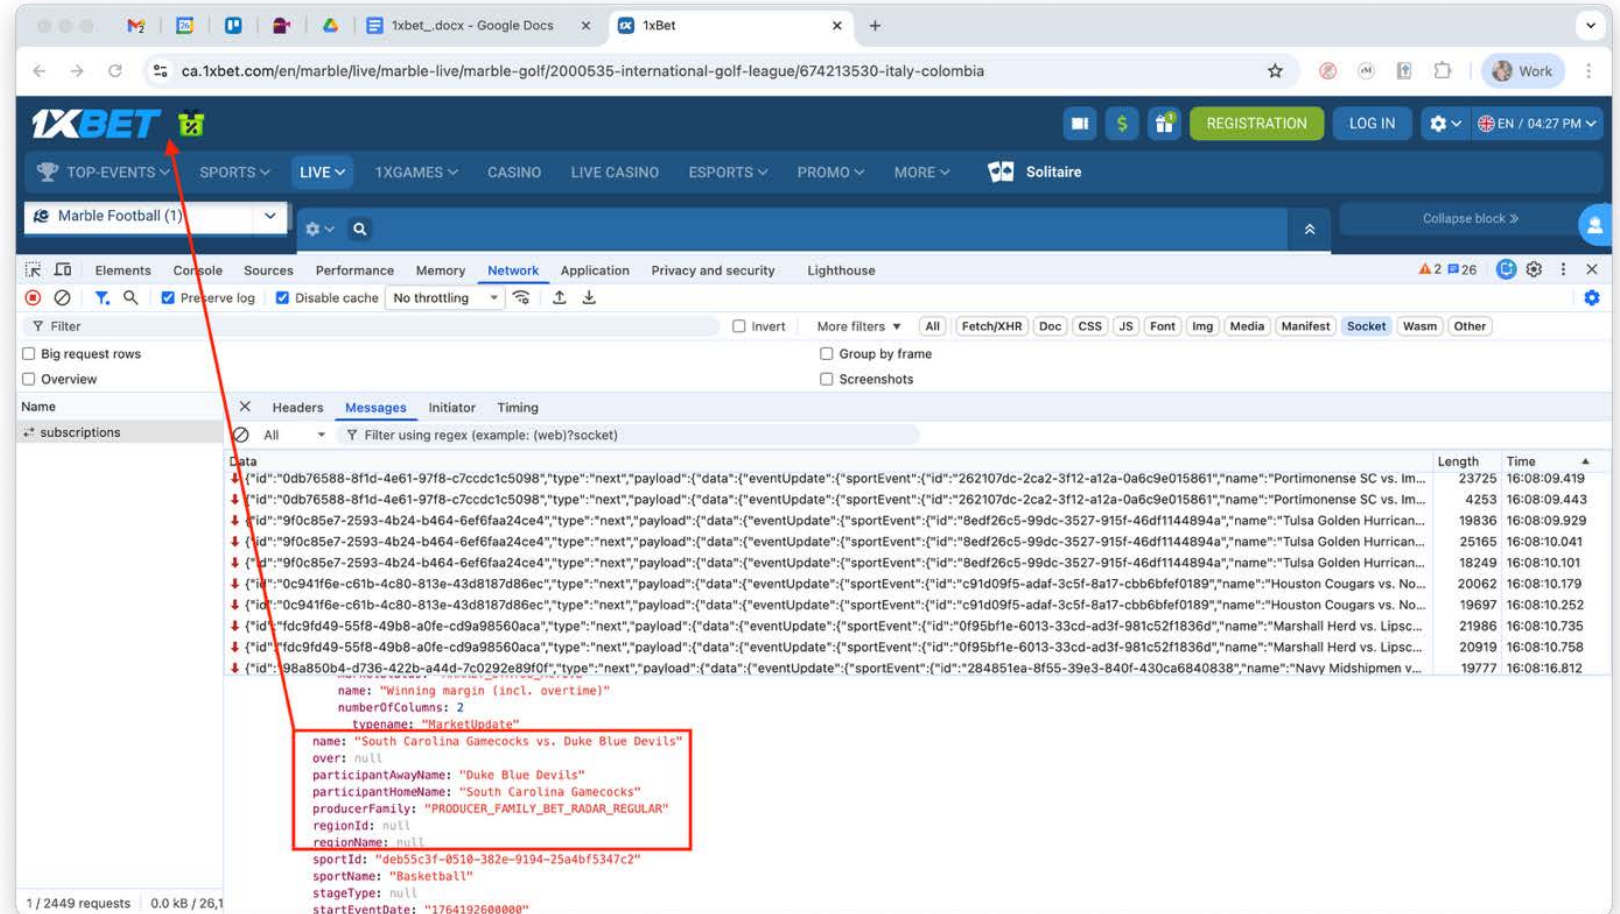 1xbet_.docx - Google Docs
1xBet
ca.1xbet.com/en/marble/live/marble-live/marble-golf/2000535-international-golf-league/674213530-italy-colombia
Work
1XBET
REGISTRATION
LOG IN
EN / 04:27 PM
TOP-EVENTS
SPORTS
LIVE
1XGAMES
CASINO
LIVE CASINO
ESPORTS
PROMO
MORE
Solitaire
Marble Football (1)
Collapse block
Elements
Console
Sources
Performance
Memory
Network
Application
Privacy and security
Lighthouse
2
26
Preserve log
Disable cache
No throttling
Filter
Invert
More filters
All
Fetch/XHR
Doc
CSS
JS
Font
Img
Media
Manifest
Socket
Wasm
Other
Big request rows
Group by frame
Overview
Screenshots
Name
Headers
Messages
Initiator
Timing
subscriptions
All
Filter using regex (example: (web)?socket)
Data
Length
Time
{"id":"0db76588-8f1d-4e61-97f8-c7ccdc1c5098","type":"next","payload":{"data":{"eventUpdate":{"sportEvent":{"id":"262107dc-2ca2-3f12-a12a-0a6c9e015861","name":"Portimonense SC vs. Im... 23725 16:08:09.419
{"id":"0db76588-8f1d-4e61-97f8-c7ccdc1c5098","type":"next","payload":{"data":{"eventUpdate":{"sportEvent":{"id":"262107dc-2ca2-3f12-a12a-0a6c9e015861","name":"Portimonense SC vs. Im... 4253 16:08:09.443
{"id":"9f0c85e7-2593-4b24-b464-6ef6faa24ce4","type":"next","payload":{"data":{"eventUpdate":{"sportEvent":{"id":"8edf26c5-99dc-3527-915f-46df1144894a","name":"Tulsa Golden Hurrican... 19836 16:08:09.929
{"id":"9f0c85e7-2593-4b24-b464-6ef6faa24ce4","type":"next","payload":{"data":{"eventUpdate":{"sportEvent":{"id":"8edf26c5-99dc-3527-915f-46df1144894a","name":"Tulsa Golden Hurrican... 25165 16:08:10.041
{"id":"9f0c85e7-2593-4b24-b464-6ef6faa24ce4","type":"next","payload":{"data":{"eventUpdate":{"sportEvent":{"id":"8edf26c5-99dc-3527-915f-46df1144894a","name":"Tulsa Golden Hurrican... 18249 16:08:10.101
{"id":"0c941f6e-c61b-4c80-813e-43d8187d86ec","type":"next","payload":{"data":{"eventUpdate":{"sportEvent":{"id":"c91d09f5-adaf-3c5f-8a17-cbb6bfef0189","name":"Houston Cougars vs. No... 20062 16:08:10.179
{"id":"0c941f6e-c61b-4c80-813e-43d8187d86ec","type":"next","payload":{"data":{"eventUpdate":{"sportEvent":{"id":"c91d09f5-adaf-3c5f-8a17-cbb6bfef0189","name":"Houston Cougars vs. No... 19697 16:08:10.252
{"id":"fdc9fd49-55f8-49b8-a0fe-cd9a98560aca","type":"next","payload":{"data":{"eventUpdate":{"sportEvent":{"id":"0f95bf1e-6013-33cd-ad3f-981c52f1836d","name":"Marshall Herd vs. Lipsc... 21986 16:08:10.735
{"id":"fdc9fd49-55f8-49b8-a0fe-cd9a98560aca","type":"next","payload":{"data":{"eventUpdate":{"sportEvent":{"id":"0f95bf1e-6013-33cd-ad3f-981c52f1836d","name":"Marshall Herd vs. Lipsc... 20919 16:08:10.758
{"id":"98a850b4-d736-422b-a44d-7c0292e89f0f","type":"next","payload":{"data":{"eventUpdate":{"sportEvent":{"id":"284851ea-8f55-39e3-840f-430ca6840838","name":"Navy Midshipmen v... 19777 16:08:16.812
name: "Winning margin (incl. overtime)"
numberOfColumns: 2
typename: "MarketUpdate"
name: "South Carolina Gamecocks vs. Duke Blue Devils"
over: null
participantAwayName: "Duke Blue Devils"
participantHomeName: "South Carolina Gamecocks"
producerFamily: "PRODUCER_FAMILY_BET_RADAR_REGULAR"
regionId: null
regionName: null
sportId: "deb55c3f-0510-382e-9194-25a4bf5347c2"
sportName: "Basketball"
stageType: null
startEventDate: "1764192600000"
1 / 2449 requests
0.0 kB / 26,1